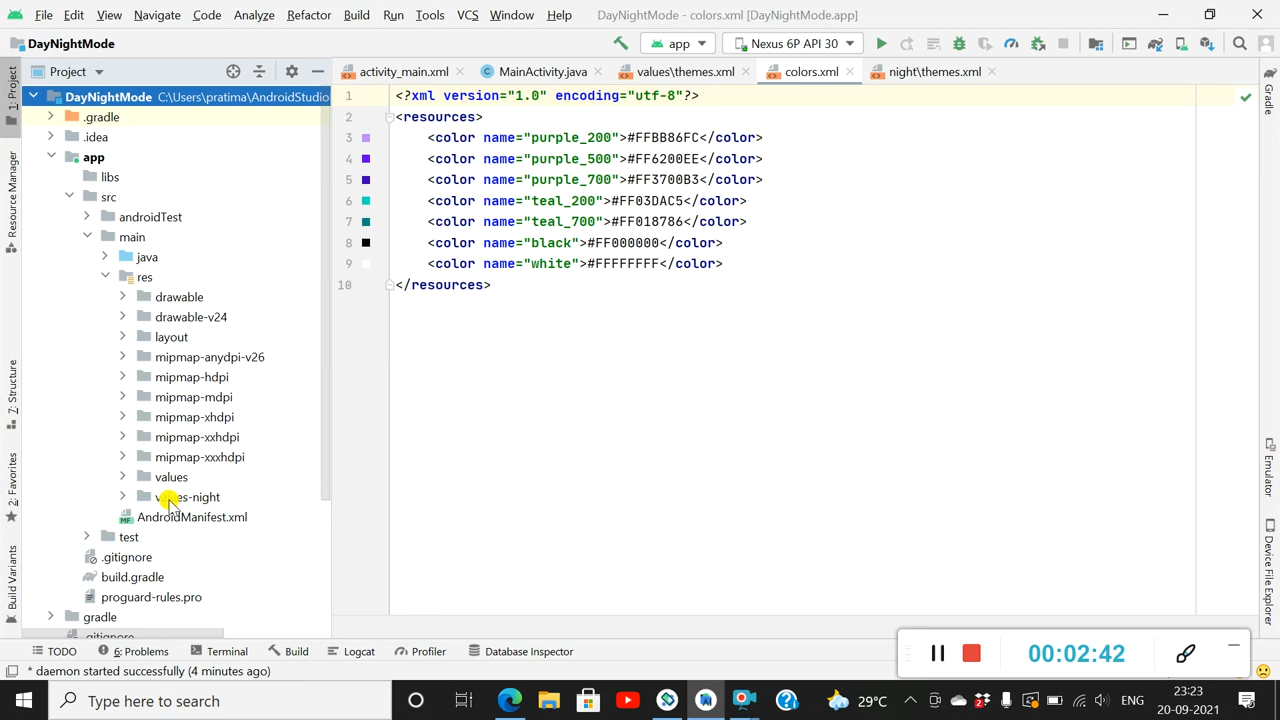 File Edit View Navigate Code Analyze Refactor Build Run Tools VCS Window Help DayNightMode - colors.xml [DayNightMode.app]
DayNightMode app Nexus 6P API 30
Project activity_main.xml MainActivity.java values\themes.xml colors.xml night\themes.xml
DayNightMode C:\Users\pratima\AndroidStudio
.gradle
.idea
app
libs
src
androidTest
main
java
res
drawable
drawable-v24
layout
mipmap-anydpi-v26
mipmap-hdpi
mipmap-mdpi
mipmap-xhdpi
mipmap-xxhdpi
mipmap-xxxhdpi
values
values-night
AndroidManifest.xml
test
.gitignore
build.gradle
proguard-rules.pro
gradle
.gitignore
1 <?xml version="1.0" encoding="utf-8"?>
2 <resources>
3 <color name="purple_200">#FFBB86FC</color>
4 <color name="purple_500">#FF6200EE</color>
5 <color name="purple_700">#FF3700B3</color>
6 <color name="teal_200">#FF03DAC5</color>
7 <color name="teal_700">#FF018786</color>
8 <color name="black">#FF000000</color>
9 <color name="white">#FFFFFFFF</color>
10 </resources>
1: Project
Resource Manager
7: Structure
2: Favorites
Build Variants
Gradle
Emulator
Device File Explorer
TODO 6: Problems Terminal Build Logcat Profiler Database Inspector
* daemon started successfully (4 minutes ago)
00:02:42
Type here to search
29°C ENG 23:23
20-09-2021